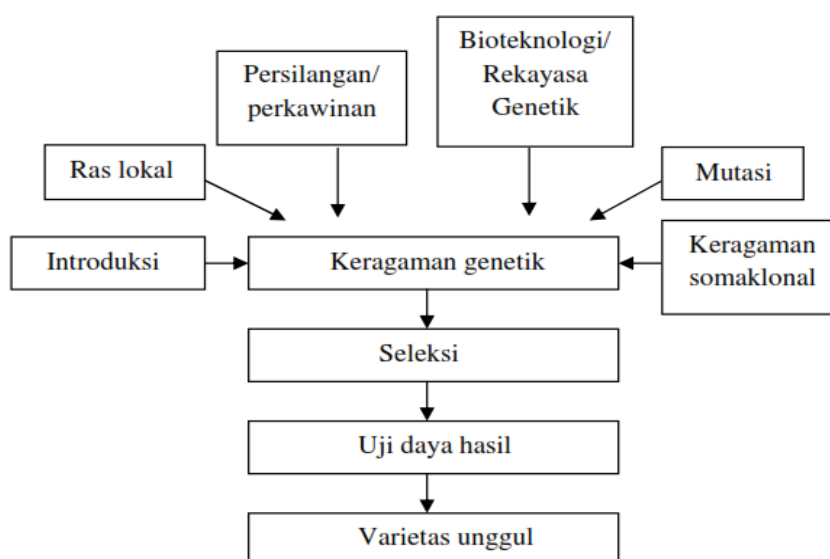 Bioteknologi/
Rekayasa
Genetik
Persilangan/
perkawinan
Ras lokal
Mutasi
Introduksi
Keragaman genetik
Keragaman
somaklonal
Seleksi
Uji daya hasil
Varietas unggul